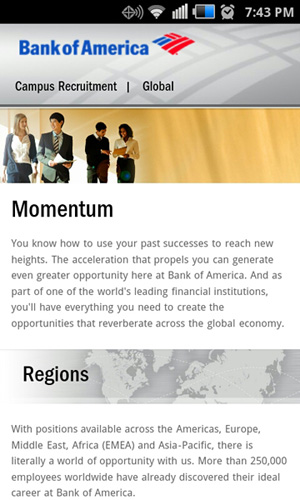 7:43 PM
Bank of America
Campus Recruitment | Global
Momentum
You know how to use your past successes to reach new
heights. The acceleration that propels you can generate
even greater opportunity here at Bank of America. And as
part of one of the world's leading financial institutions,
you'll have everything you need to create the
opportunities that reverberate across the global economy.
Regions
With positions available across the Americas, Europe,
Middle East, Africa (EMEA) and Asia-Pacific, there is
literally a world of opportunity with us. More than 250,000
employees worldwide have already discovered their ideal
career at Bank of America.